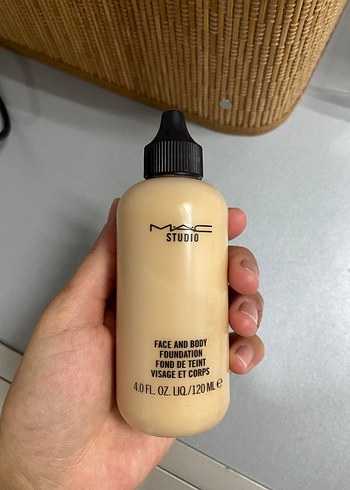 MAC
STUDIO
FACE AND BODY
FOUNDATION
FOND DE TEINT
VISAGE ET CORPS
4.0 FL. OZ. LIQ./120 ML ℮